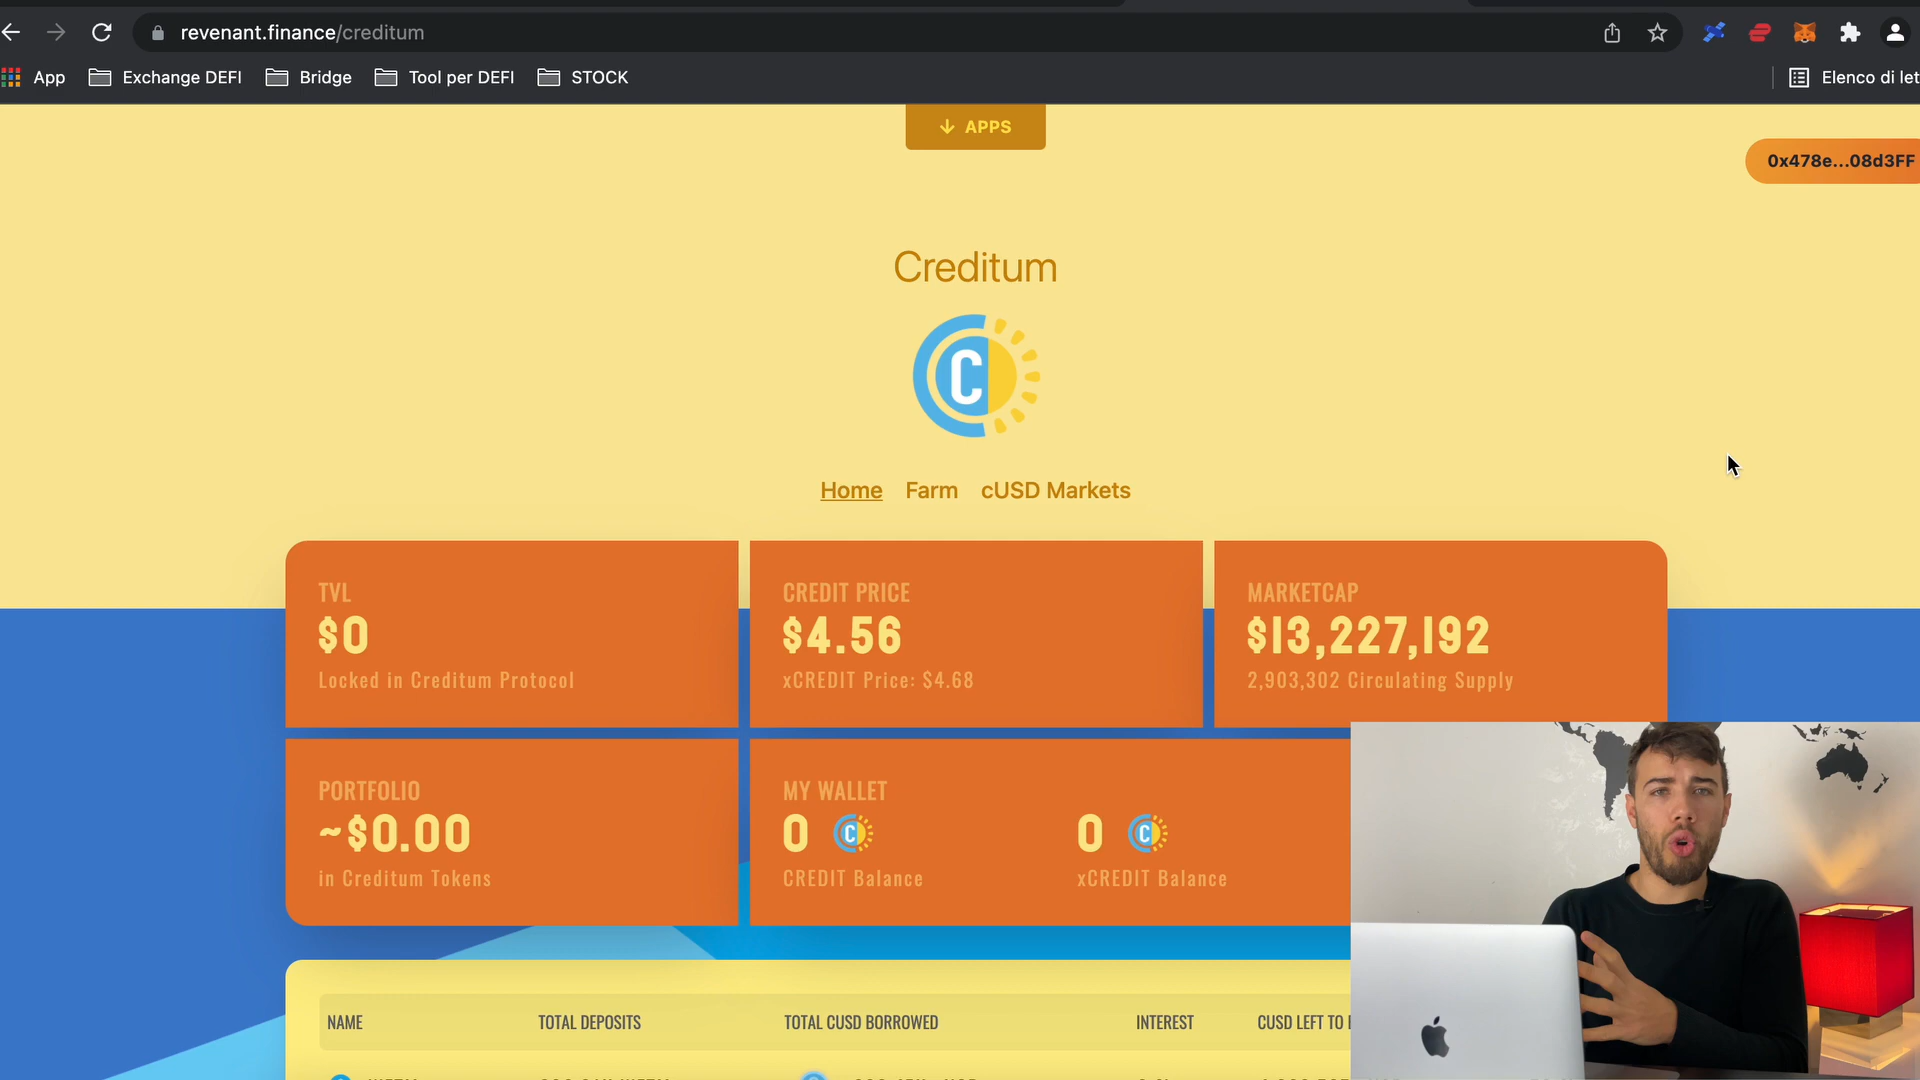 revenant.finance/creditum
App Exchange DEFI Bridge Tool per DEFI STOCK Elenco di let
APPS
0x478e...08d3FF
Creditum
C
Home Farm cUSD Markets
TVL
$0
Locked in Creditum Protocol
CREDIT PRICE
$4.56
xCREDIT Price: $4.68
MARKETCAP
$13,227,192
2,903,302 Circulating Supply
PORTFOLIO
~$0.00
in Creditum Tokens
MY WALLET
0 C
CREDIT Balance
0 C
xCREDIT Balance
NAME TOTAL DEPOSITS TOTAL CUSD BORROWED INTEREST CUSD LEFT TO